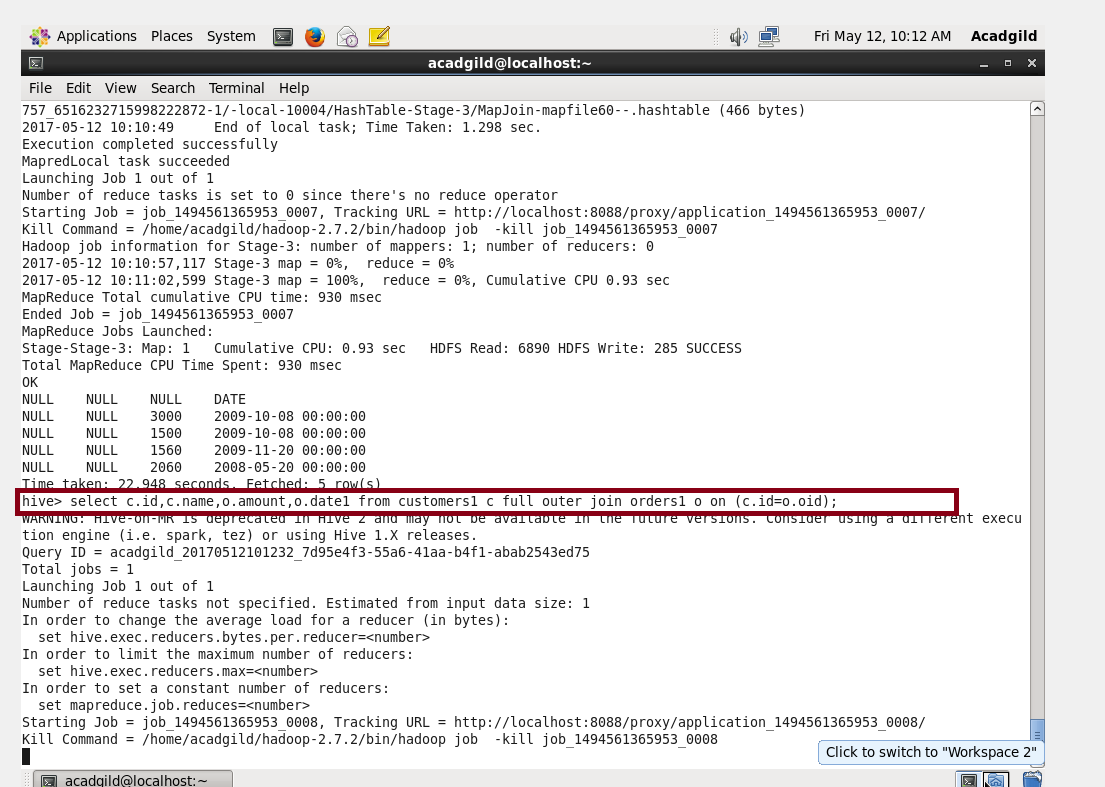 Applications Places System Fri May 12, 10:12 AM Acadgild
acadgild@localhost:~
File Edit View Search Terminal Help
757_6516232715998222872-1/-local-10004/HashTable-Stage-3/MapJoin-mapfile60--.hashtable (466 bytes)
2017-05-12 10:10:49     End of local task; Time Taken: 1.298 sec.
Execution completed successfully
MapredLocal task succeeded
Launching Job 1 out of 1
Number of reduce tasks is set to 0 since there's no reduce operator
Starting Job = job_1494561365953_0007, Tracking URL = http://localhost:8088/proxy/application_1494561365953_0007/
Kill Command = /home/acadgild/hadoop-2.7.2/bin/hadoop job  -kill job_1494561365953_0007
Hadoop job information for Stage-3: number of mappers: 1; number of reducers: 0
2017-05-12 10:10:57,117 Stage-3 map = 0%,  reduce = 0%
2017-05-12 10:11:02,599 Stage-3 map = 100%,  reduce = 0%, Cumulative CPU 0.93 sec
MapReduce Total cumulative CPU time: 930 msec
Ended Job = job_1494561365953_0007
MapReduce Jobs Launched:
Stage-Stage-3: Map: 1   Cumulative CPU: 0.93 sec   HDFS Read: 6890 HDFS Write: 285 SUCCESS
Total MapReduce CPU Time Spent: 930 msec
OK
NULL    NULL    NULL    DATE
NULL    NULL    3000    2009-10-08 00:00:00
NULL    NULL    1500    2009-10-08 00:00:00
NULL    NULL    1560    2009-11-20 00:00:00
NULL    NULL    2060    2008-05-20 00:00:00
Time taken: 22.948 seconds, Fetched: 5 row(s)
hive> select c.id,c.name,o.amount,o.date1 from customers1 c full outer join orders1 o on (c.id=o.oid);
WARNING: Hive-on-MR is deprecated in Hive 2 and may not be available in the future versions. Consider using a different execu
tion engine (i.e. spark, tez) or using Hive 1.X releases.
Query ID = acadgild_20170512101232_7d95e4f3-55a6-41aa-b4f1-abab2543ed75
Total jobs = 1
Launching Job 1 out of 1
Number of reduce tasks not specified. Estimated from input data size: 1
In order to change the average load for a reducer (in bytes):
  set hive.exec.reducers.bytes.per.reducer=<number>
In order to limit the maximum number of reducers:
  set hive.exec.reducers.max=<number>
In order to set a constant number of reducers:
  set mapreduce.job.reduces=<number>
Starting Job = job_1494561365953_0008, Tracking URL = http://localhost:8088/proxy/application_1494561365953_0008/
Kill Command = /home/acadgild/hadoop-2.7.2/bin/hadoop job  -kill job_1494561365953_0008
Click to switch to "Workspace 2"
acadgild@localhost:~